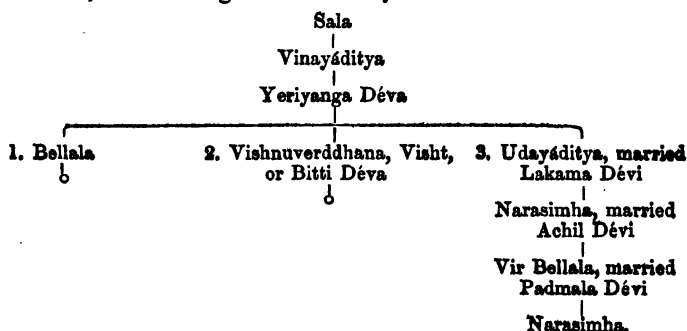 Sala
Vinayáditya
Yeriyanga Déva
1. Bellala 2. Vishnuverddhana, Visht, 3. Udayáditya, married
or Bitti Déva Lakama Dévi
Narasimha, married
Achil Dévi
Vir Bellala, married
Padmala Dévi
Narasimha.